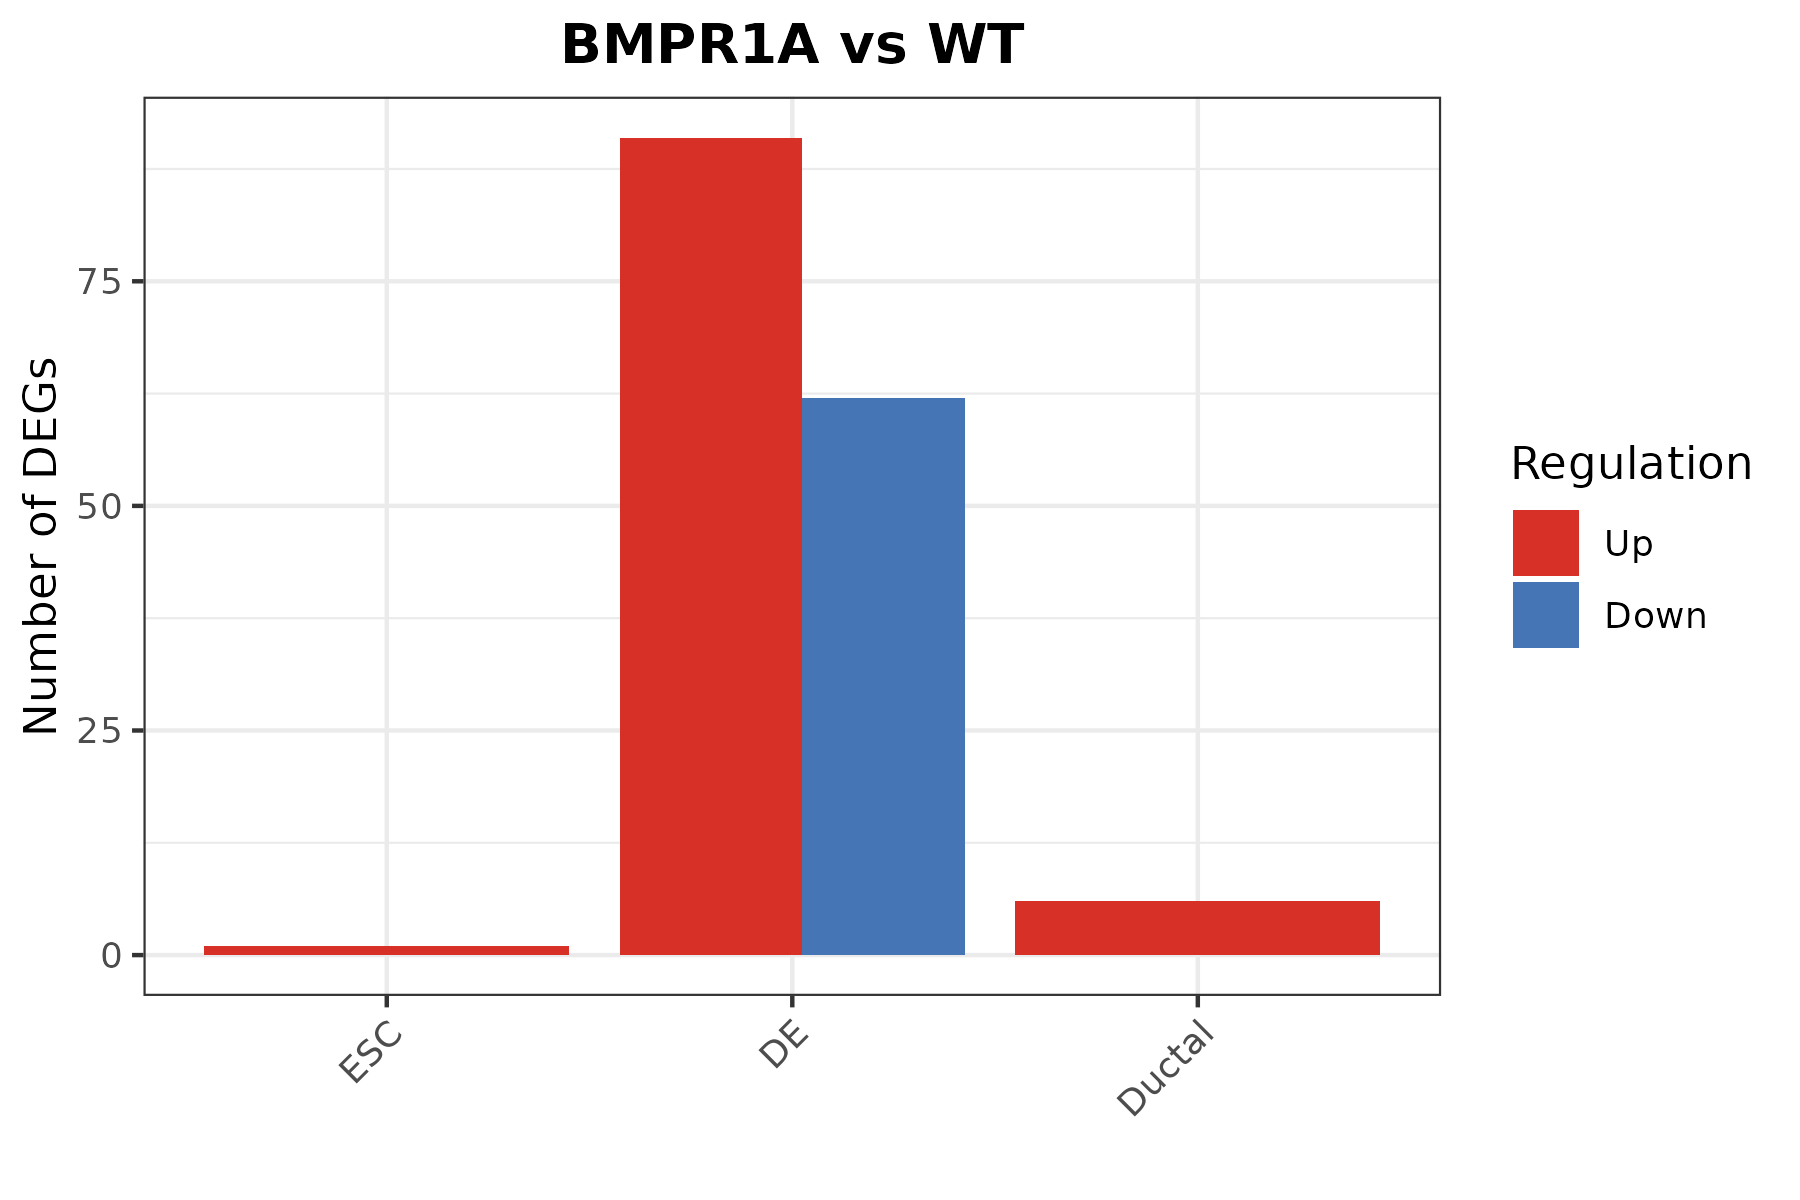 BMPR1A vs WT
Number of DEGs
75
50
25
0
ESC
DE
Ductal
Regulation
Up
Down